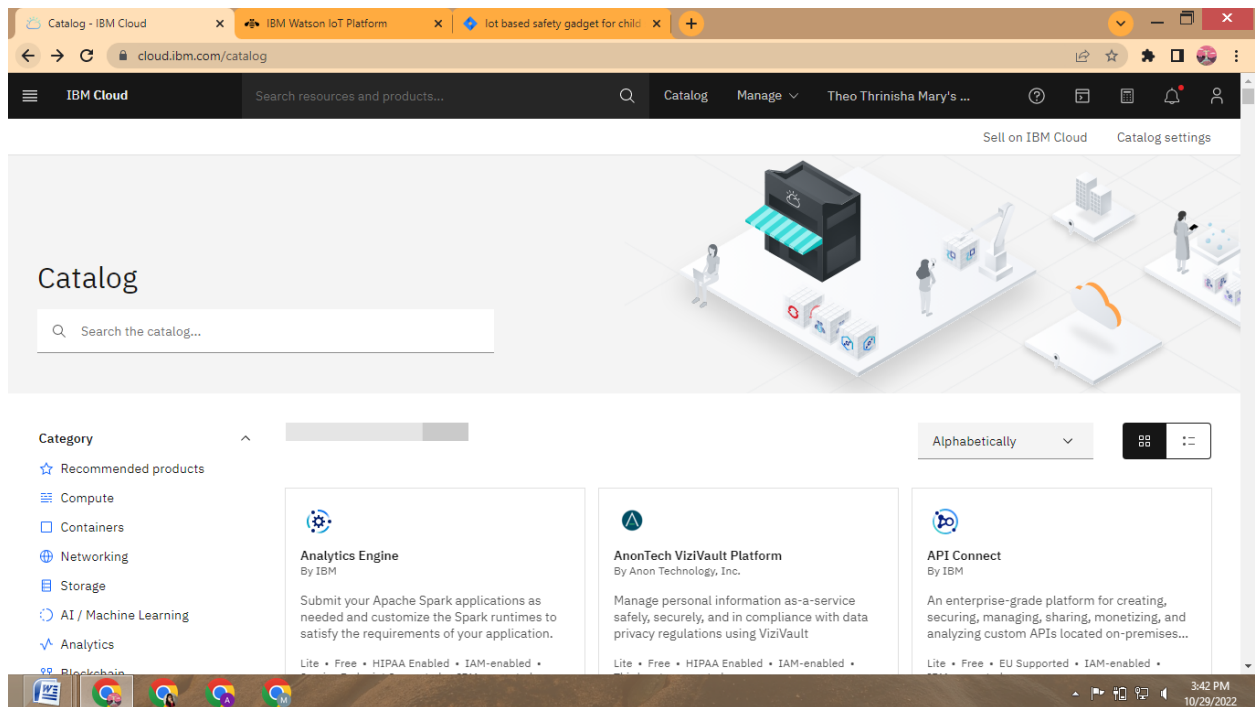 Catalog - IBM Cloud
IBM Watson IoT Platform
Iot based safety gadget for child
cloud.ibm.com/catalog
IBM Cloud
Search resources and products...
Catalog
Manage
Theo Thrinisha Mary's ...
Sell on IBM Cloud
Catalog settings
Catalog
Search the catalog...
Category
Recommended products
Compute
Containers
Networking
Storage
AI / Machine Learning
Analytics
Blockchain
Alphabetically
Analytics Engine
By IBM
Submit your Apache Spark applications as
needed and customize the Spark runtimes to
satisfy the requirements of your application.
Lite • Free • HIPAA Enabled • IAM-enabled •
AnonTech ViziVault Platform
By Anon Technology, Inc.
Manage personal information as-a-service
safely, securely, and in compliance with data
privacy regulations using ViziVault
Lite • Free • HIPAA Enabled • IAM-enabled •
API Connect
By IBM
An enterprise-grade platform for creating,
securing, managing, sharing, monetizing, and
analyzing custom APIs located on-premises...
Lite • Free • EU Supported • IAM-enabled •
3:42 PM
10/29/2022